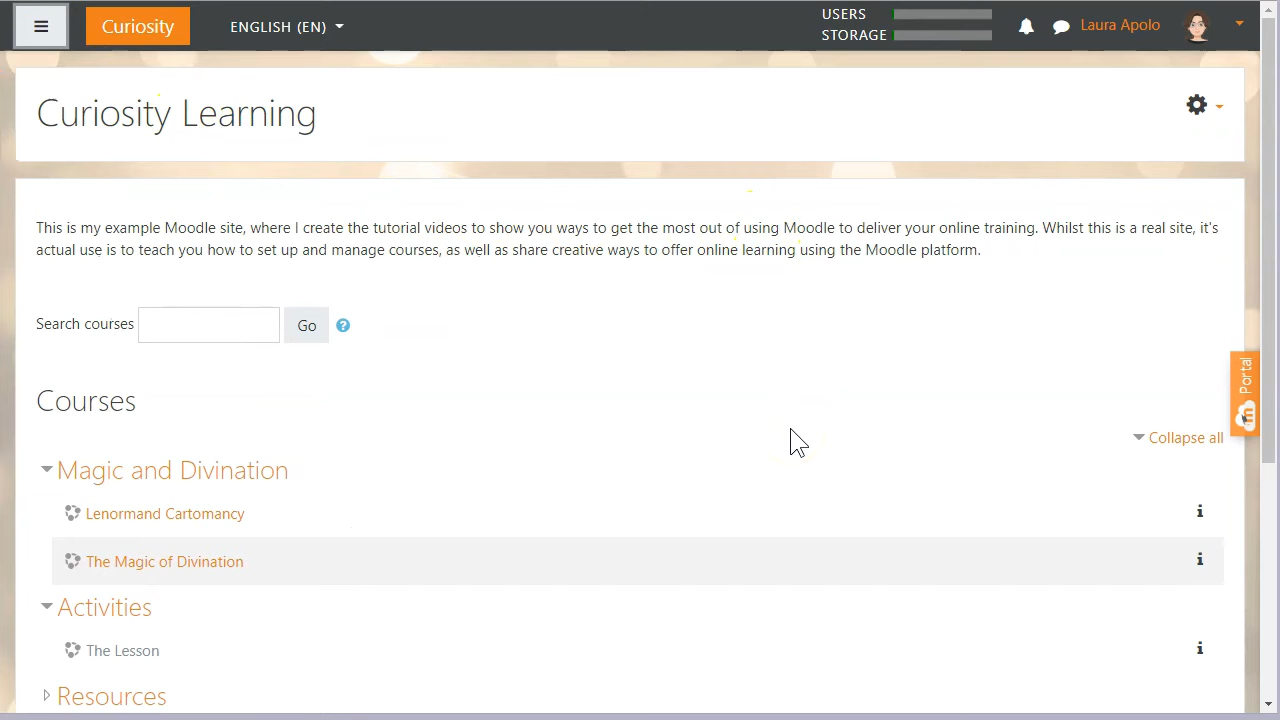 Curiosity
ENGLISH (EN)
USERS
STORAGE
Laura Apolo
Curiosity Learning
This is my example Moodle site, where I create the tutorial videos to show you ways to get the most out of using Moodle to deliver your online training. Whilst this is a real site, it's
actual use is to teach you how to set up and manage courses, as well as share creative ways to offer online learning using the Moodle platform.
Search courses
Go
?
Portal
m
Courses
Collapse all
Magic and Divination
Lenormand Cartomancy
i
The Magic of Divination
i
Activities
The Lesson
i
Resources